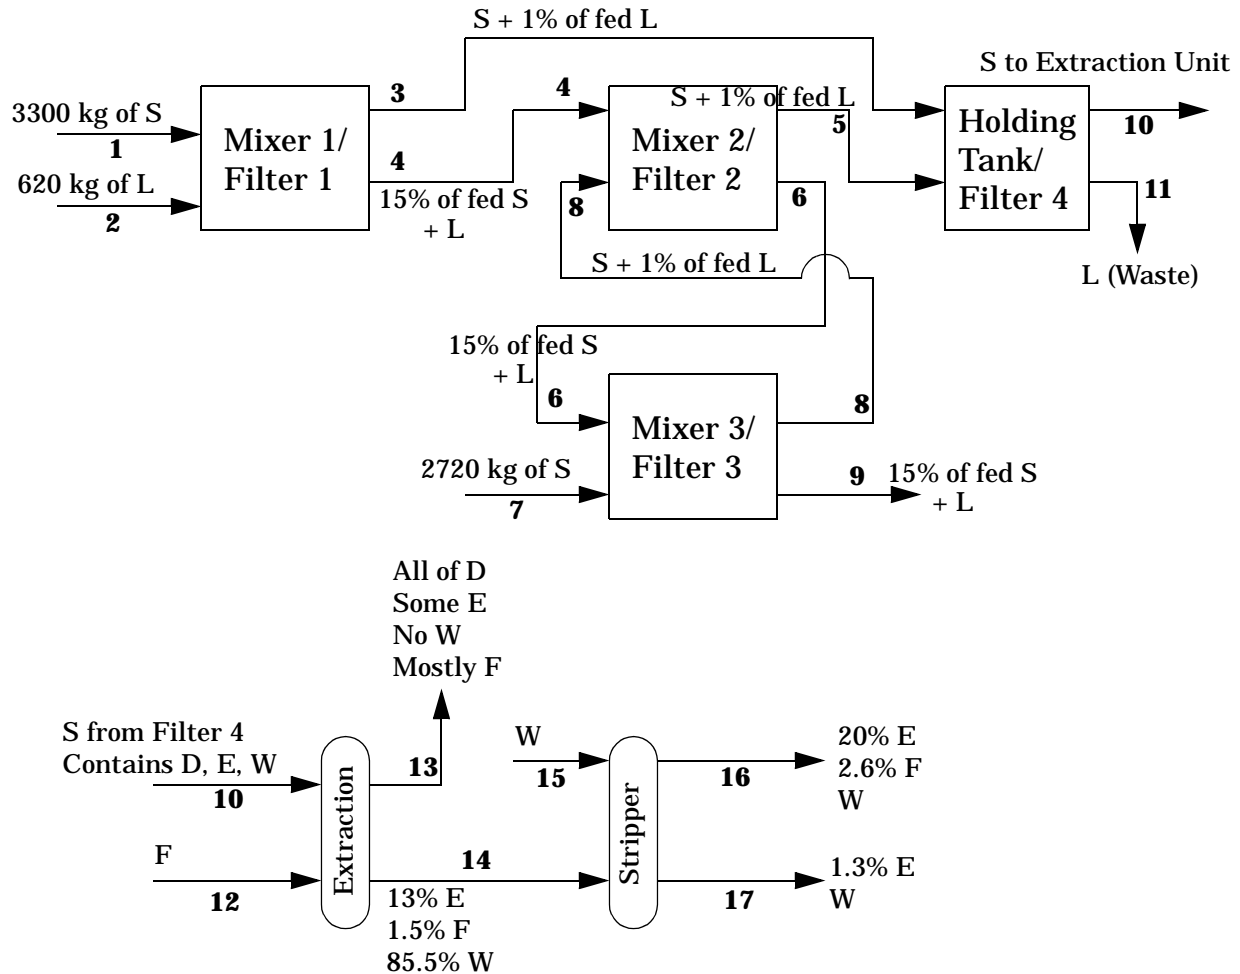 S + 1% of fed L
S to Extraction Unit
3300 kg of S
1
620 kg of L
2
Mixer 1/
Filter 1
3
4
15% of fed S
+ L
4
8
Mixer 2/
Filter 2
S + 1% of fed L
5
6
Holding
Tank/
Filter 4
10
11
L (Waste)
S + 1% of fed L
15% of fed S
+ L
6
2720 kg of S
7
Mixer 3/
Filter 3
8
9
15% of fed S
+ L
All of D
Some E
No W
Mostly F
S from Filter 4
Contains D, E, W
10
F
12
Extraction
13
14
13% E
1.5% F
85.5% W
W
15
Stripper
16
20% E
2.6% F
W
17
1.3% E
W